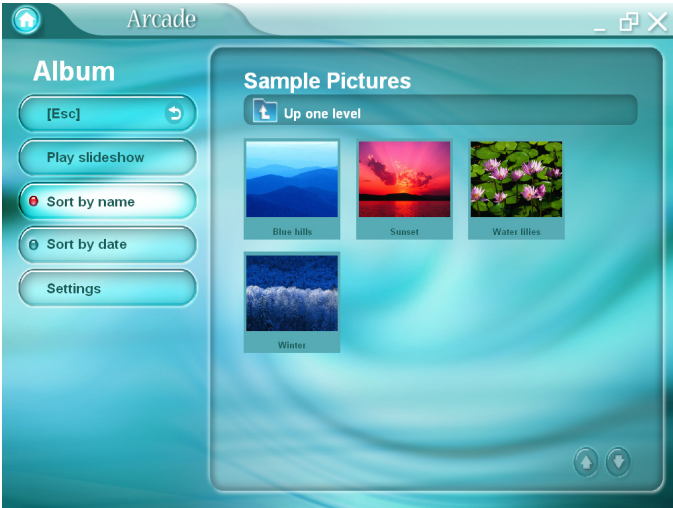 Arcade
Album
[Esc]
Play slideshow
Sort by name
Sort by date
Settings
Sample Pictures
Up one level
Blue hills
Sunset
Water lilies
Winter